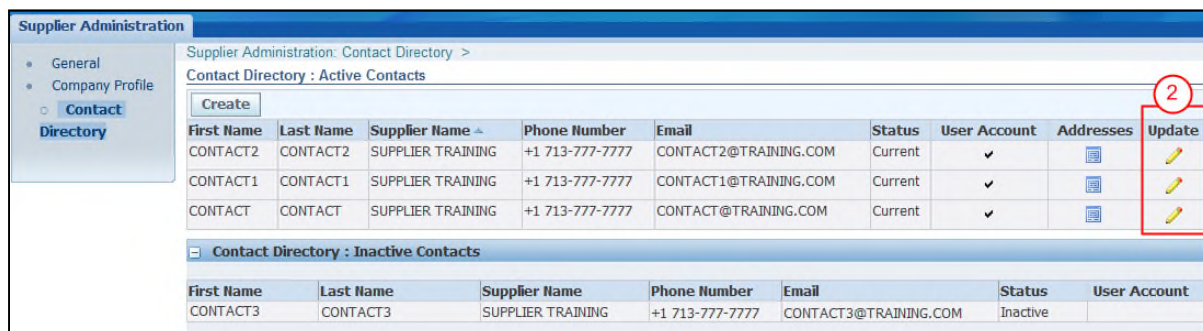 Supplier Administration
General
Company Profile
Contact
Directory
Supplier Administration: Contact Directory >
Contact Directory : Active Contacts
Create
2
First Name Last Name Supplier Name Phone Number Email Status User Account Addresses Update
CONTACT2 CONTACT2 SUPPLIER TRAINING +1 713-777-7777 CONTACT2@TRAINING.COM Current
CONTACT1 CONTACT1 SUPPLIER TRAINING +1 713-777-7777 CONTACT1@TRAINING.COM Current
CONTACT CONTACT SUPPLIER TRAINING +1 713-777-7777 CONTACT@TRAINING.COM Current
Contact Directory : Inactive Contacts
First Name Last Name Supplier Name Phone Number Email Status User Account
CONTACT3 CONTACT3 SUPPLIER TRAINING +1 713-777-7777 CONTACT3@TRAINING.COM Inactive